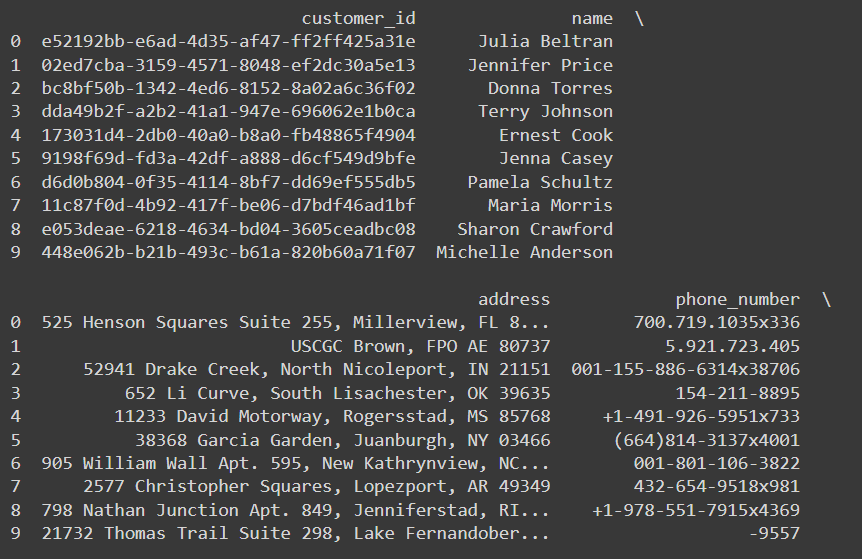 customer_id name \
0 e52192bb-e6ad-4d35-af47-ff2ff425a31e Julia Beltran
1 02ed7cba-3159-4571-8048-ef2dc30a5e13 Jennifer Price
2 bc8bf50b-1342-4ed6-8152-8a02a6c36f02 Donna Torres
3 dda49b2f-a2b2-41a1-947e-696062e1b0ca Terry Johnson
4 173031d4-2db0-40a0-b8a0-fb48865f4904 Ernest Cook
5 9198f69d-fd3a-42df-a888-d6cf549d9bfe Jenna Casey
6 d6d0b804-0f35-4114-8bf7-dd69ef555db5 Pamela Schultz
7 11c87f0d-4b92-417f-be06-d7bdf46ad1bf Maria Morris
8 e053deae-6218-4634-bd04-3605ceadbc08 Sharon Crawford
9 448e062b-b21b-493c-b61a-820b60a71f07 Michelle Anderson
address phone_number \
0 525 Henson Squares Suite 255, Millerview, FL 8... 700.719.1035x336
1 USCGC Brown, FPO AE 80737 5.921.723.405
2 52941 Drake Creek, North Nicoleport, IN 21151 001-155-886-6314x38706
3 652 Li Curve, South Lisachester, OK 39635 154-211-8895
4 11233 David Motorway, Rogersstad, MS 85768 +1-491-926-5951x733
5 38368 Garcia Garden, Juanburgh, NY 03466 (664)814-3137x4001
6 905 William Wall Apt. 595, New Kathrynview, NC... 001-801-106-3822
7 2577 Christopher Squares, Lopezport, AR 49349 432-654-9518x981
8 798 Nathan Junction Apt. 849, Jenniferstad, RI... +1-978-551-7915x4369
9 21732 Thomas Trail Suite 298, Lake Fernandober... -9557